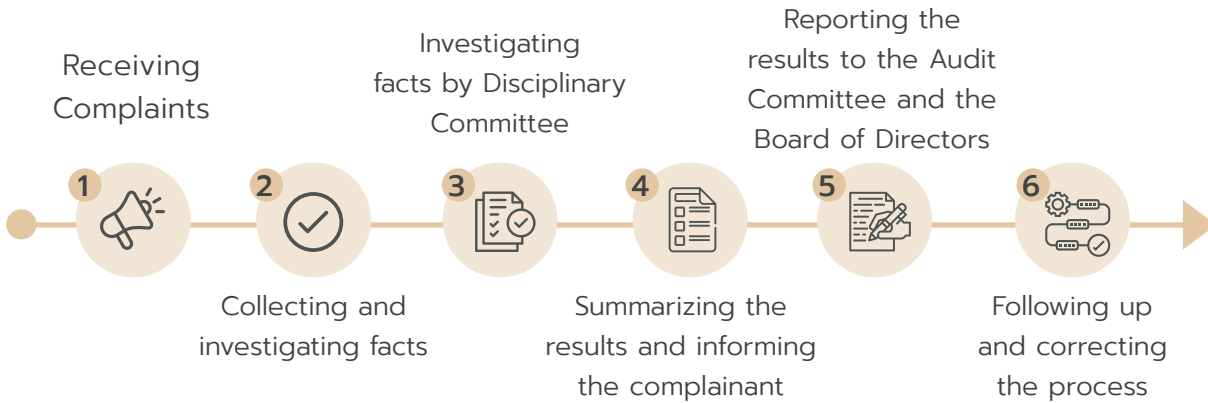 1
Receiving
Complaints
2
Collecting and
investigating facts
3
Investigating
facts by Disciplinary
Committee
4
Summarizing the
results and informing
the complainant
5
Reporting the
results to the Audit
Committee and the
Board of Directors
6
Following up
and correcting
the process